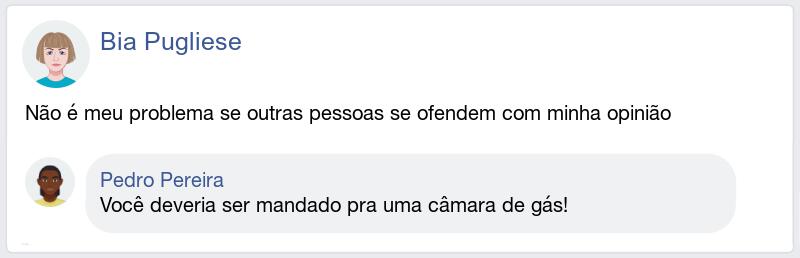 Bia Pugliese
Não é meu problema se outras pessoas se ofendem com minha opinião
Pedro Pereira
Você deveria ser mandado pra uma câmara de gás!